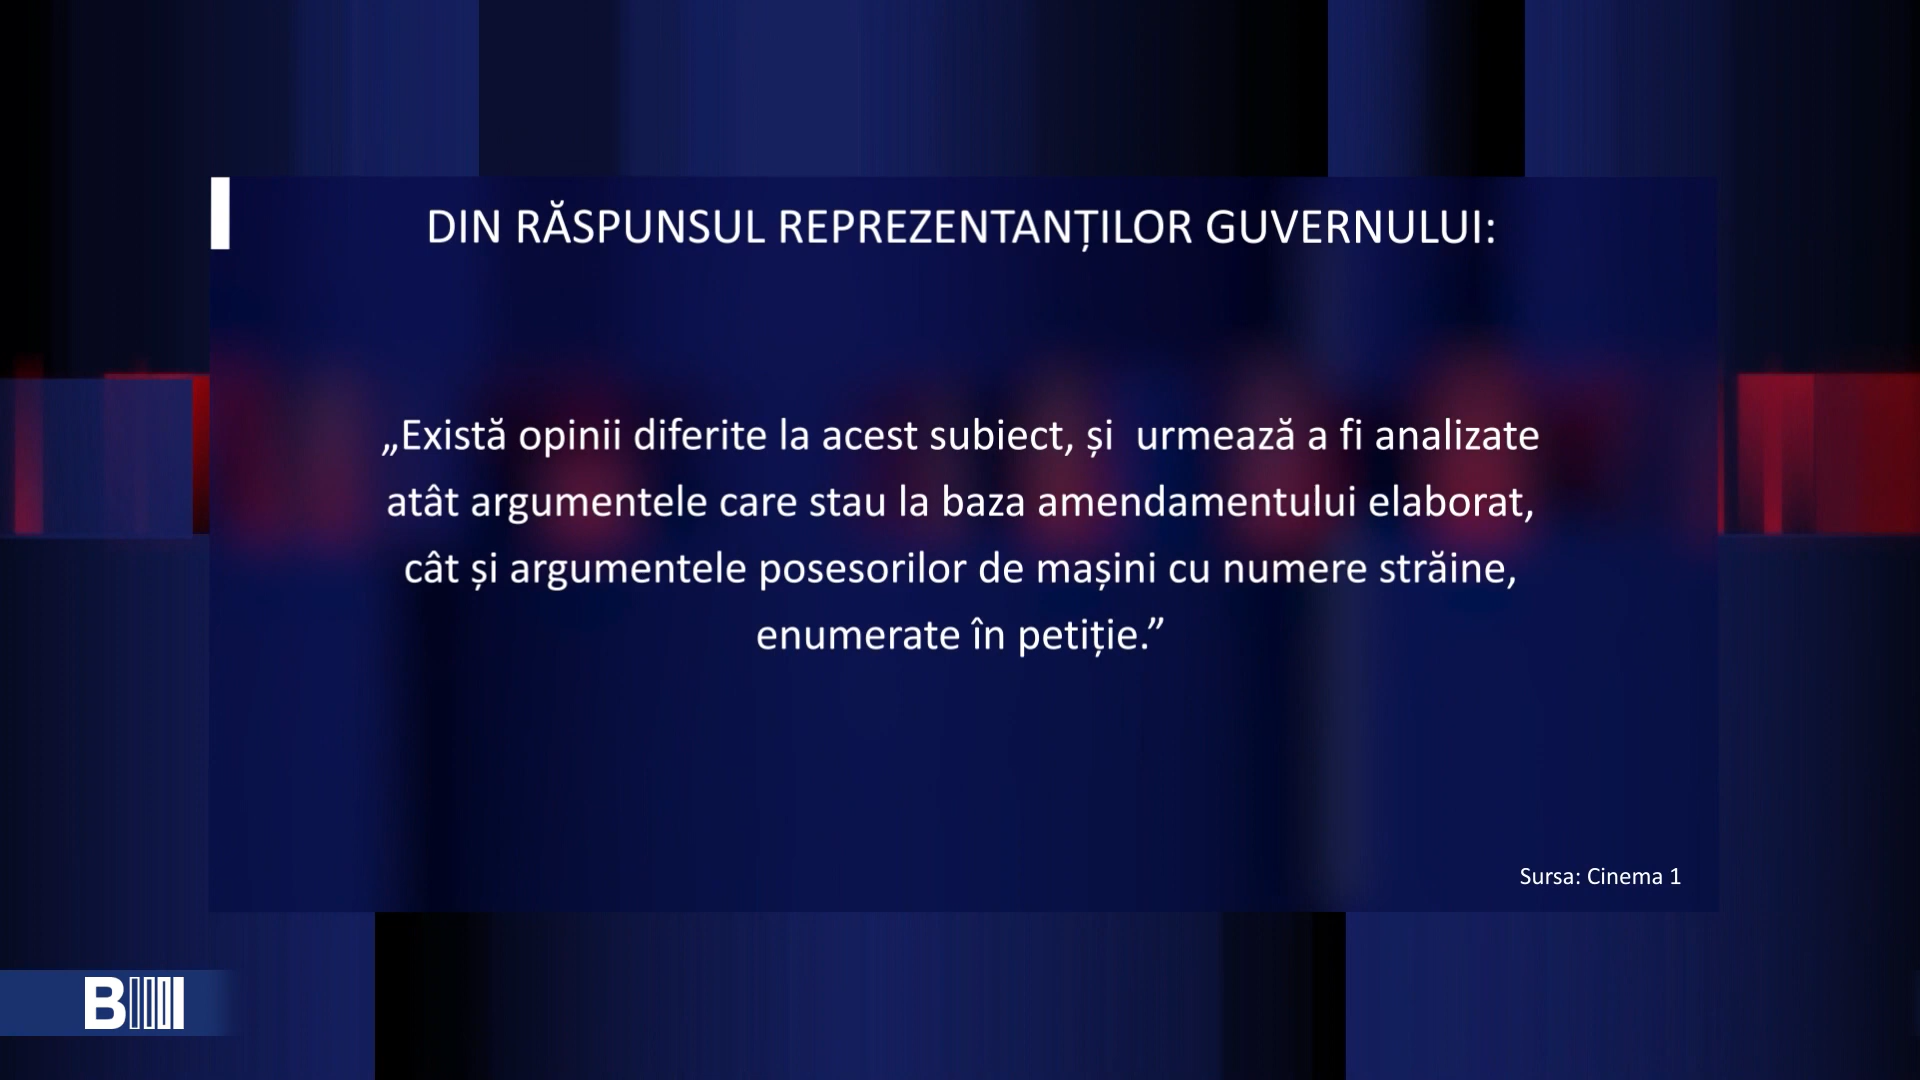 DIN RĂSPUNSUL REPREZENTANȚILOR GUVERNULUI:
„Există opinii diferite la acest subiect, și  urmează a fi analizate
atât argumentele care stau la baza amendamentului elaborat,
cât și argumentele posesorilor de mașini cu numere străine,
enumerate în petiție.”
Sursa: Cinema 1
B